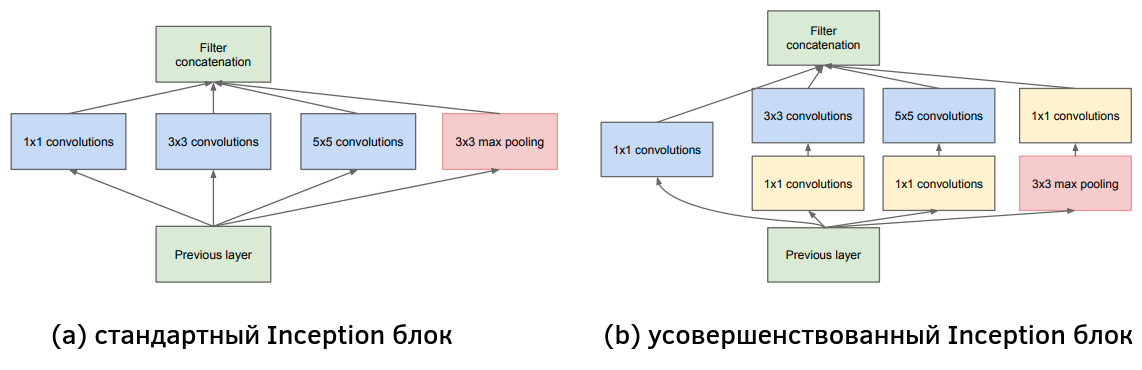 Filter
concatenation
1x1 convolutions
3x3 convolutions
5x5 convolutions
3x3 max pooling
Previous layer
(a) стандартный Inception блок
Filter
concatenation
3x3 convolutions
5x5 convolutions
1x1 convolutions
1x1 convolutions
1x1 convolutions
1x1 convolutions
3x3 max pooling
Previous layer
(b) усовершенствованный Inception блок